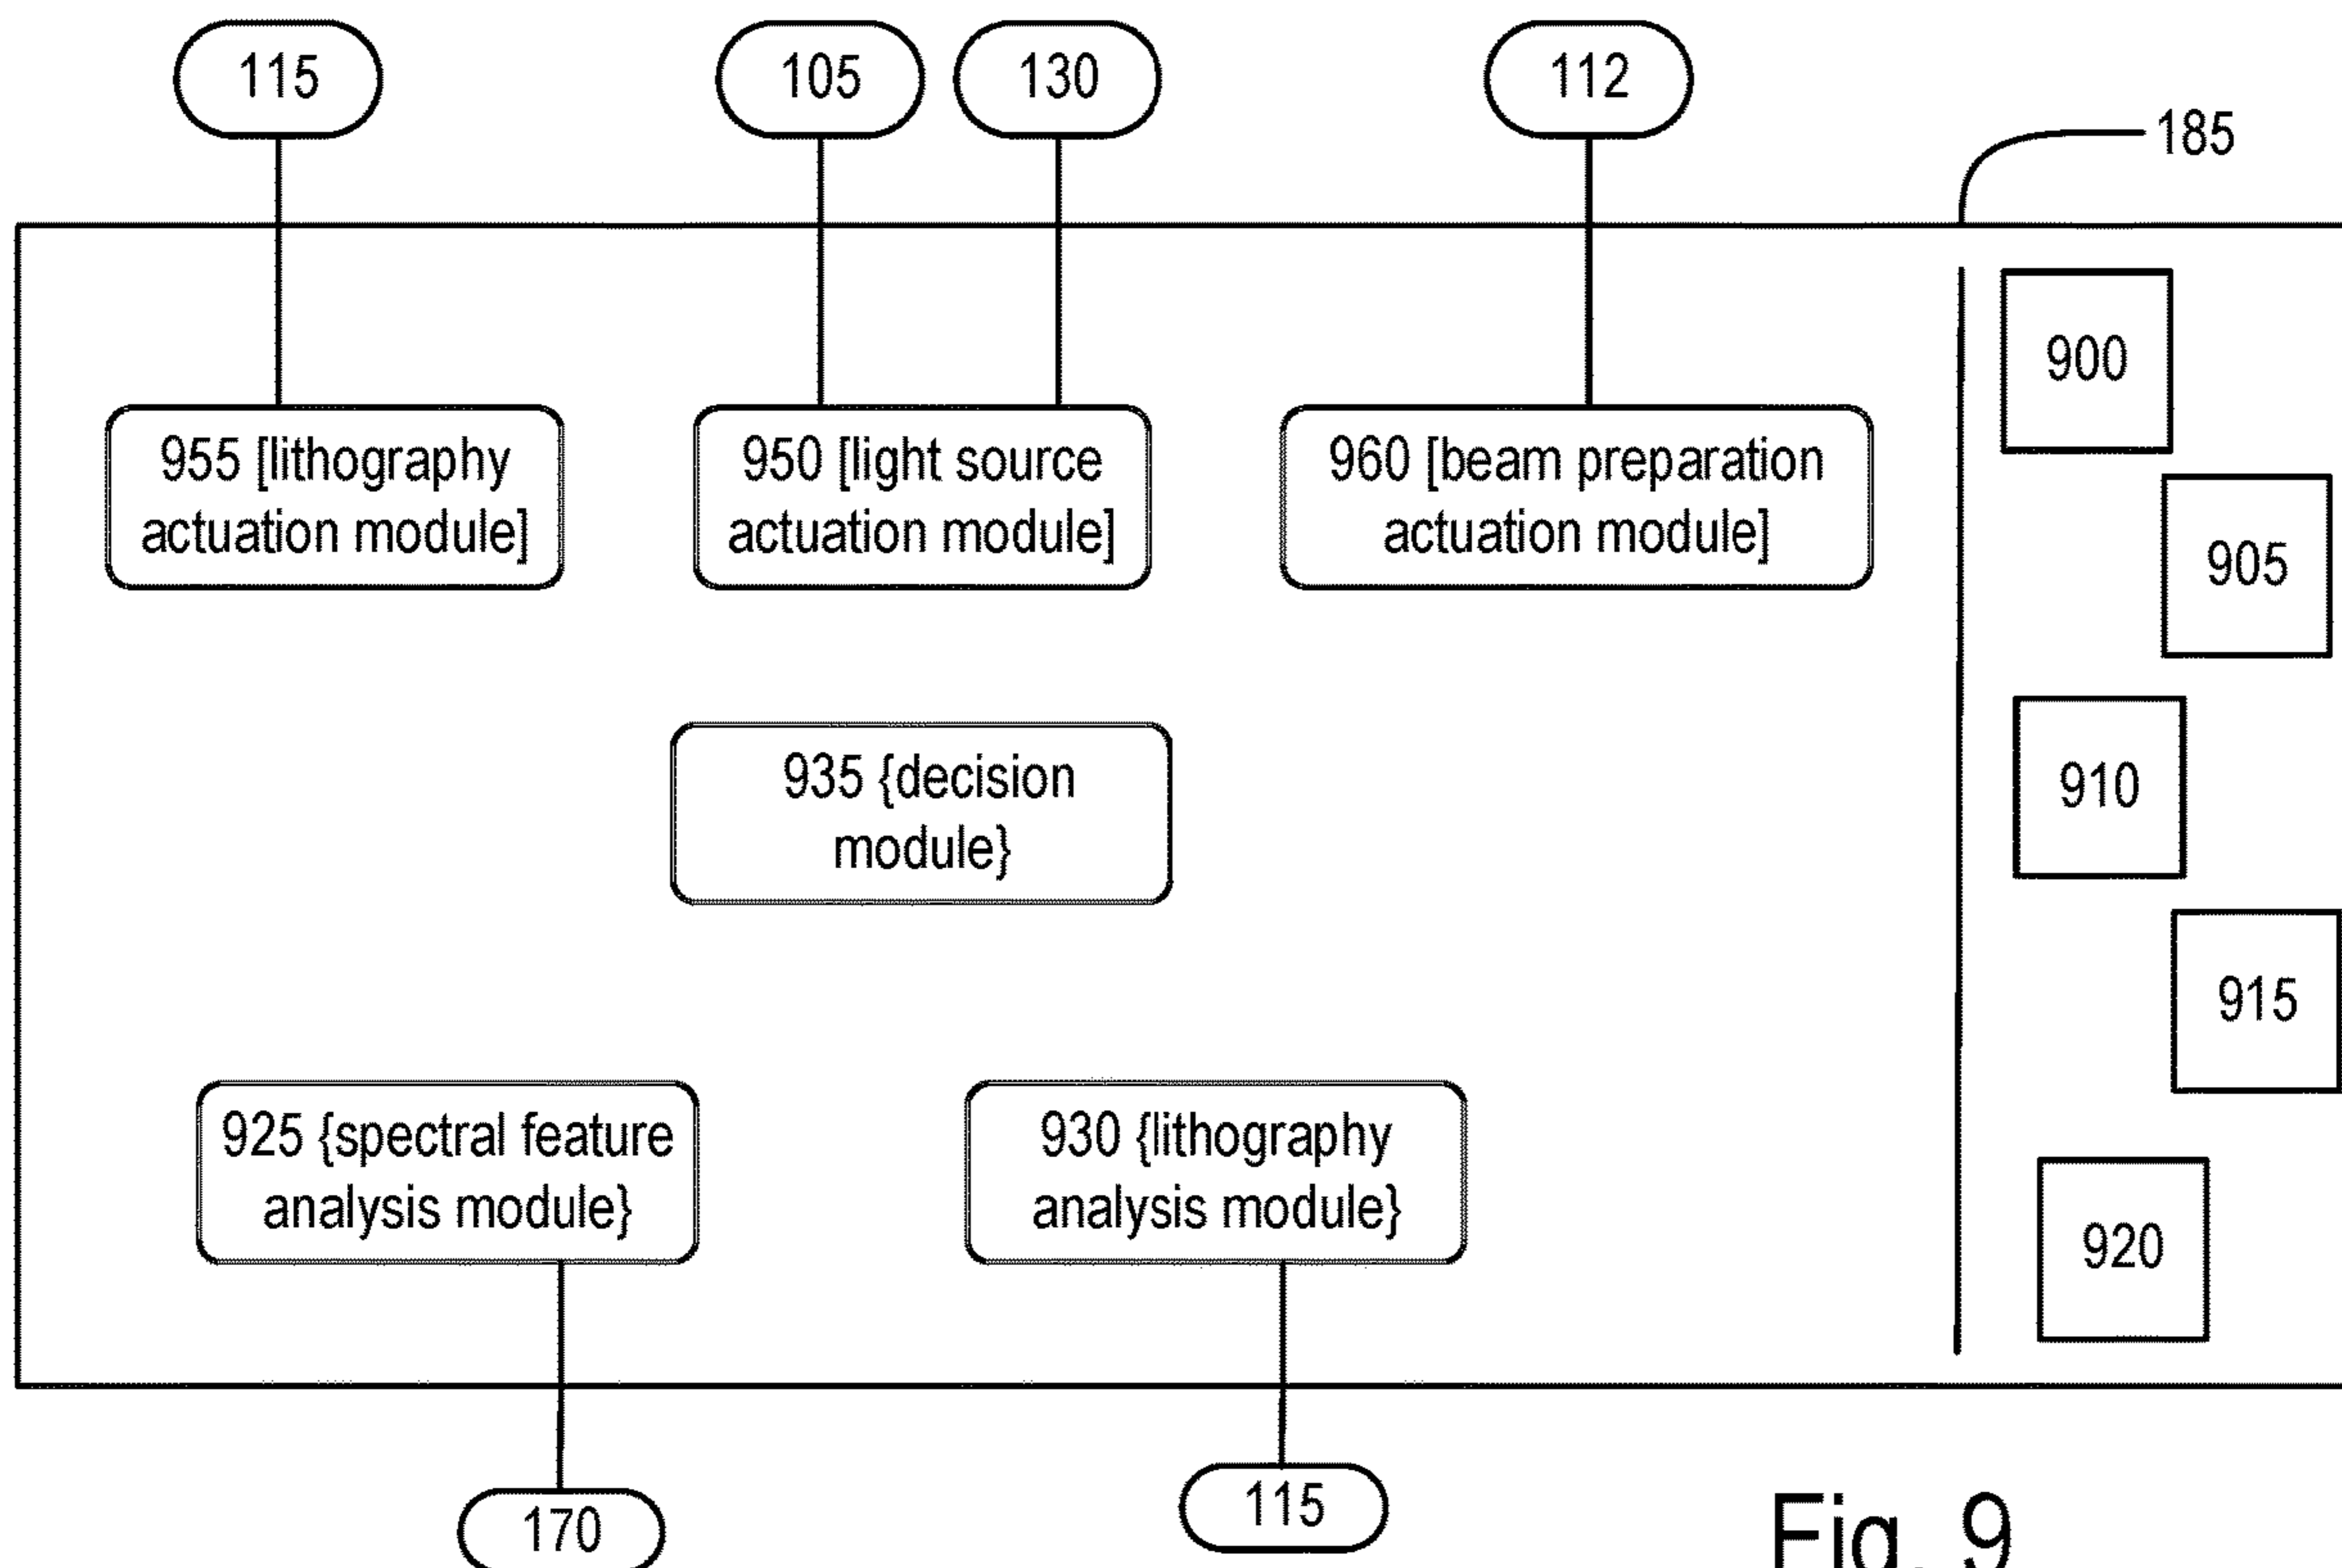 115
105
130
112
185
955 [lithography
actuation module]
950 [light source
actuation module]
960 [beam preparation
actuation module]
900
905
935 {decision
module}
910
915
925 {spectral feature
analysis module}
930 {lithography
analysis module}
920
170
115
Fig. 9